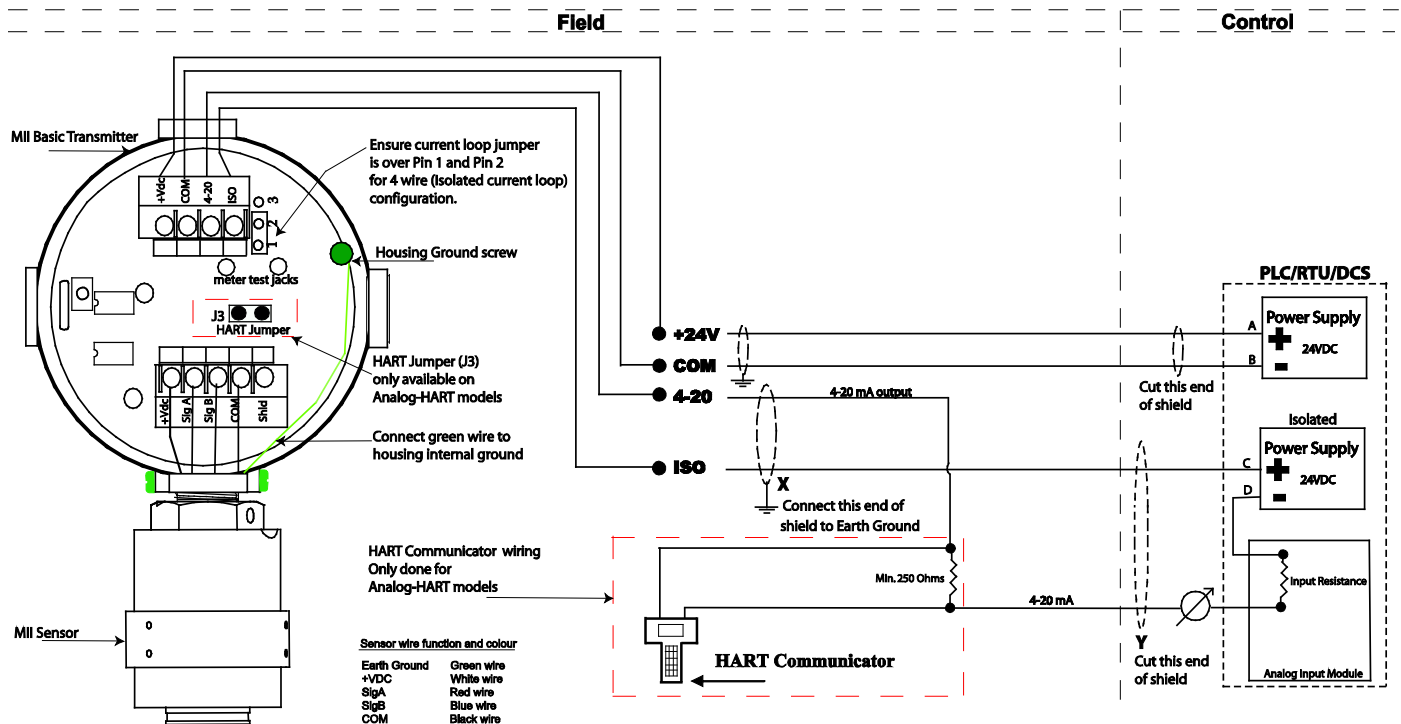 Field
Control
MII Basic Transmitter
+Vdc
COM
4-20
ISO
3
2
1
Ensure current loop jumper
is over Pin 1 and Pin 2
for 4 wire (Isolated current loop)
configuration.
Housing Ground screw
meter test jacks
J3
HART Jumper
HART Jumper (J3)
only available on
Analog-HART models
+Vdc
Sig A
Sig B
COM
Shld
Connect green wire to
housing internal ground
+24V
COM
4-20
ISO
4-20 mA output
X
Connect this end of
shield to Earth Ground
Cut this end
of shield
PLC/RTU/DCS
A
B
Power Supply
+
24VDC
-
Isolated
C
D
Power Supply
+
24VDC
-
Input Resistance
Analog Input Module
HART Communicator wiring
Only done for
Analog-HART models
Min. 250 Ohms
4-20 mA
Y
Cut this end
of shield
HART Communicator
MII Sensor
Sensor wire function and colour
Earth Ground Green wire
+VDC White wire
SigA Red wire
SigB Blue wire
COM Black wire